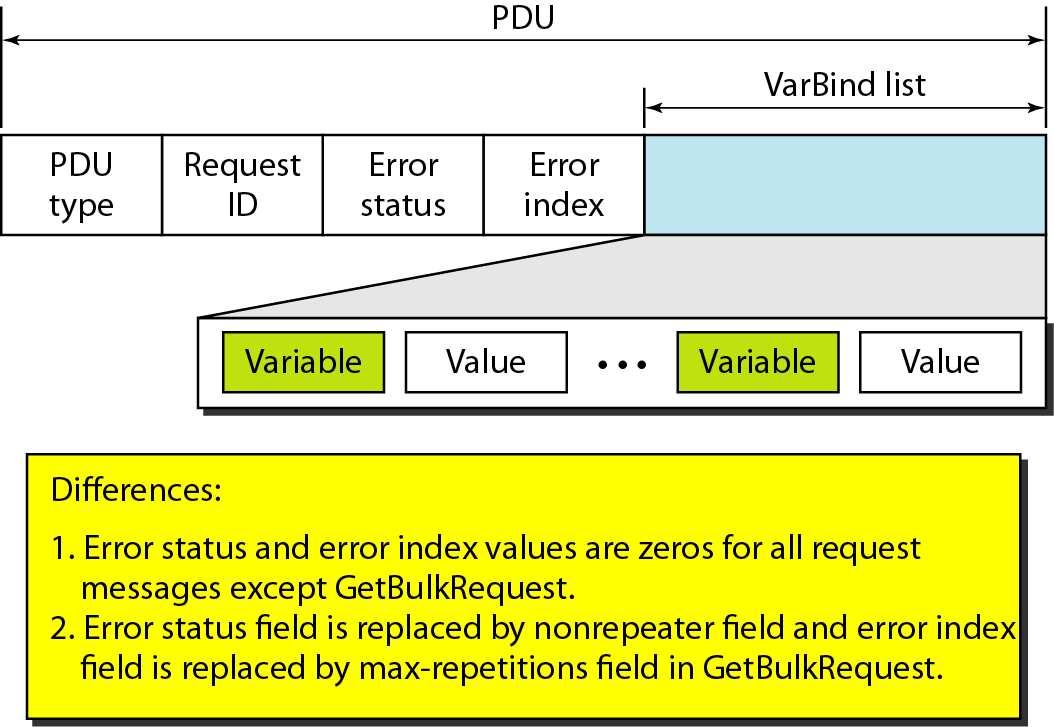 PDU
VarBind list
PDU type
Request ID
Error status
Error index
Variable Value ••• Variable Value
Differences:
1. Error status and error index values are zeros for all request
messages except GetBulkRequest.
2. Error status field is replaced by nonrepeater field and error index
field is replaced by max-repetitions field in GetBulkRequest.